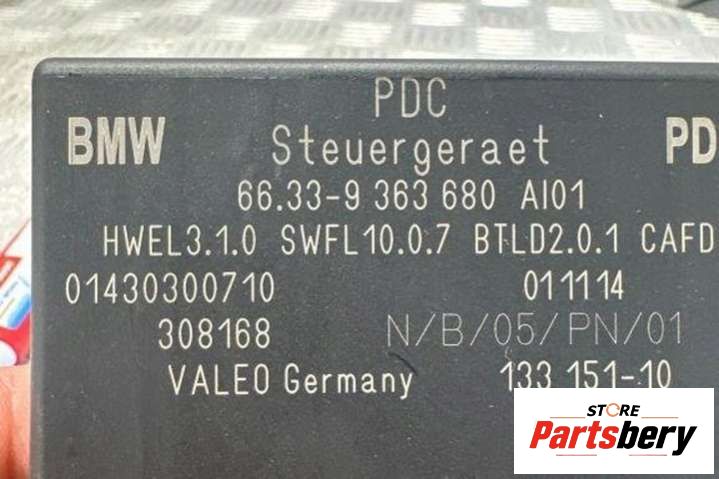 PDC
BMW Steuergeraet PD
66.33-9 363 680 AI01
HWEL3.1.0 SWFL10.0.7 BTLD2.0.1 CAFD
01430300710 011114
308168 N/B/05/PN/01
VALEO Germany 133 151-10
STORE
Partsbery